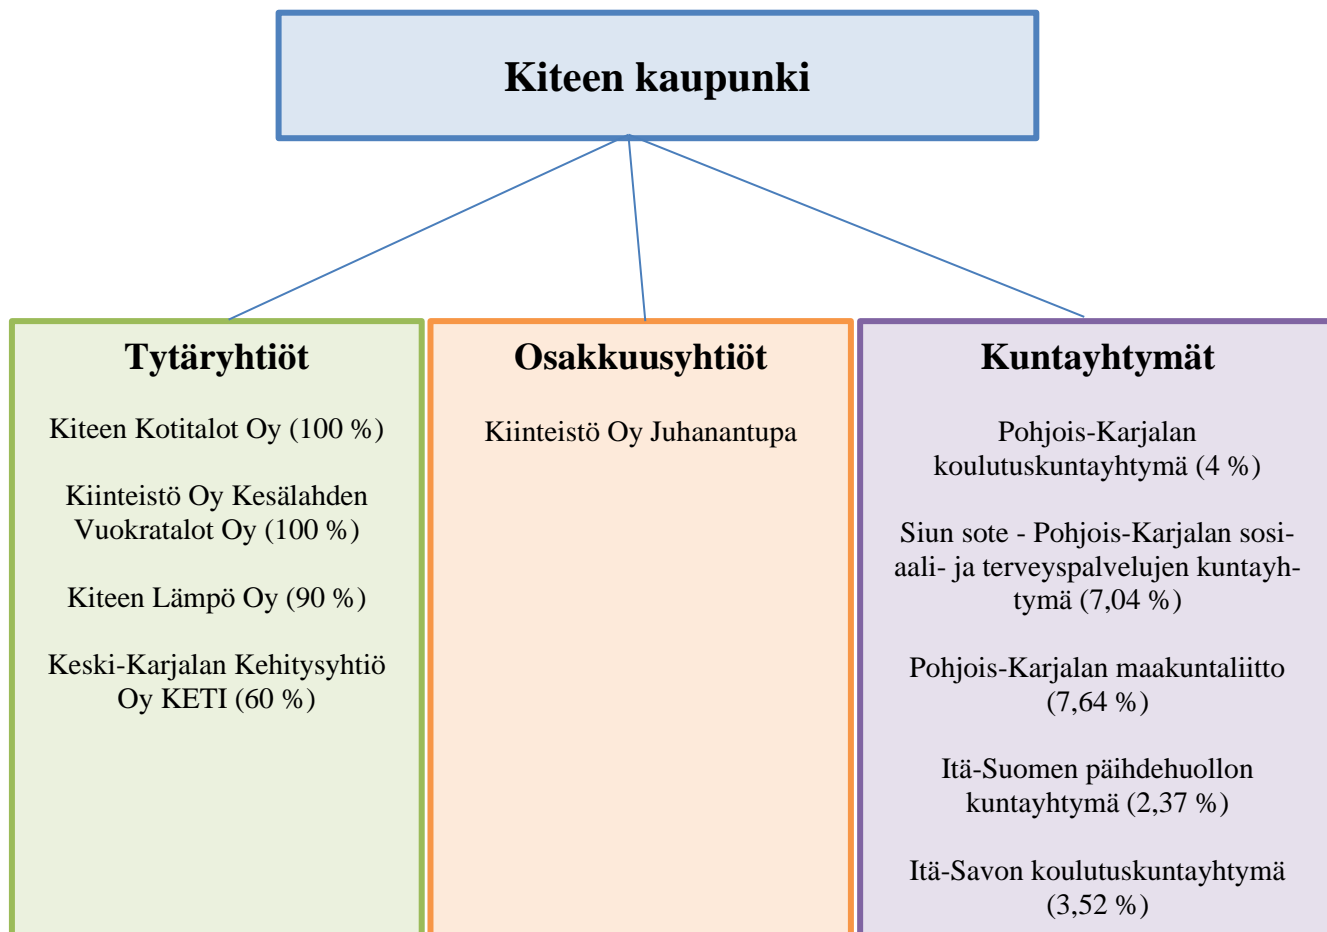 Kiteen kaupunki
Tytäryhtiöt
Kiteen Kotitalot Oy (100 %)
Kiinteistö Oy Kesälahden
Vuokratalot Oy (100 %)
Kiteen Lämpö Oy (90 %)
Keski-Karjalan Kehitysyhtiö
Oy KETI (60 %)
Osakkuusyhtiöt
Kiinteistö Oy Juhanantupa
Kuntayhtymät
Pohjois-Karjalan
koulutuskuntayhtymä (4 %)
Siun sote - Pohjois-Karjalan sosi-
aali- ja terveyspalvelujen kuntayh-
tymä (7,04 %)
Pohjois-Karjalan maakuntaliitto
(7,64 %)
Itä-Suomen päihdehuollon
kuntayhtymä (2,37 %)
Itä-Savon koulutuskuntayhtymä
(3,52 %)